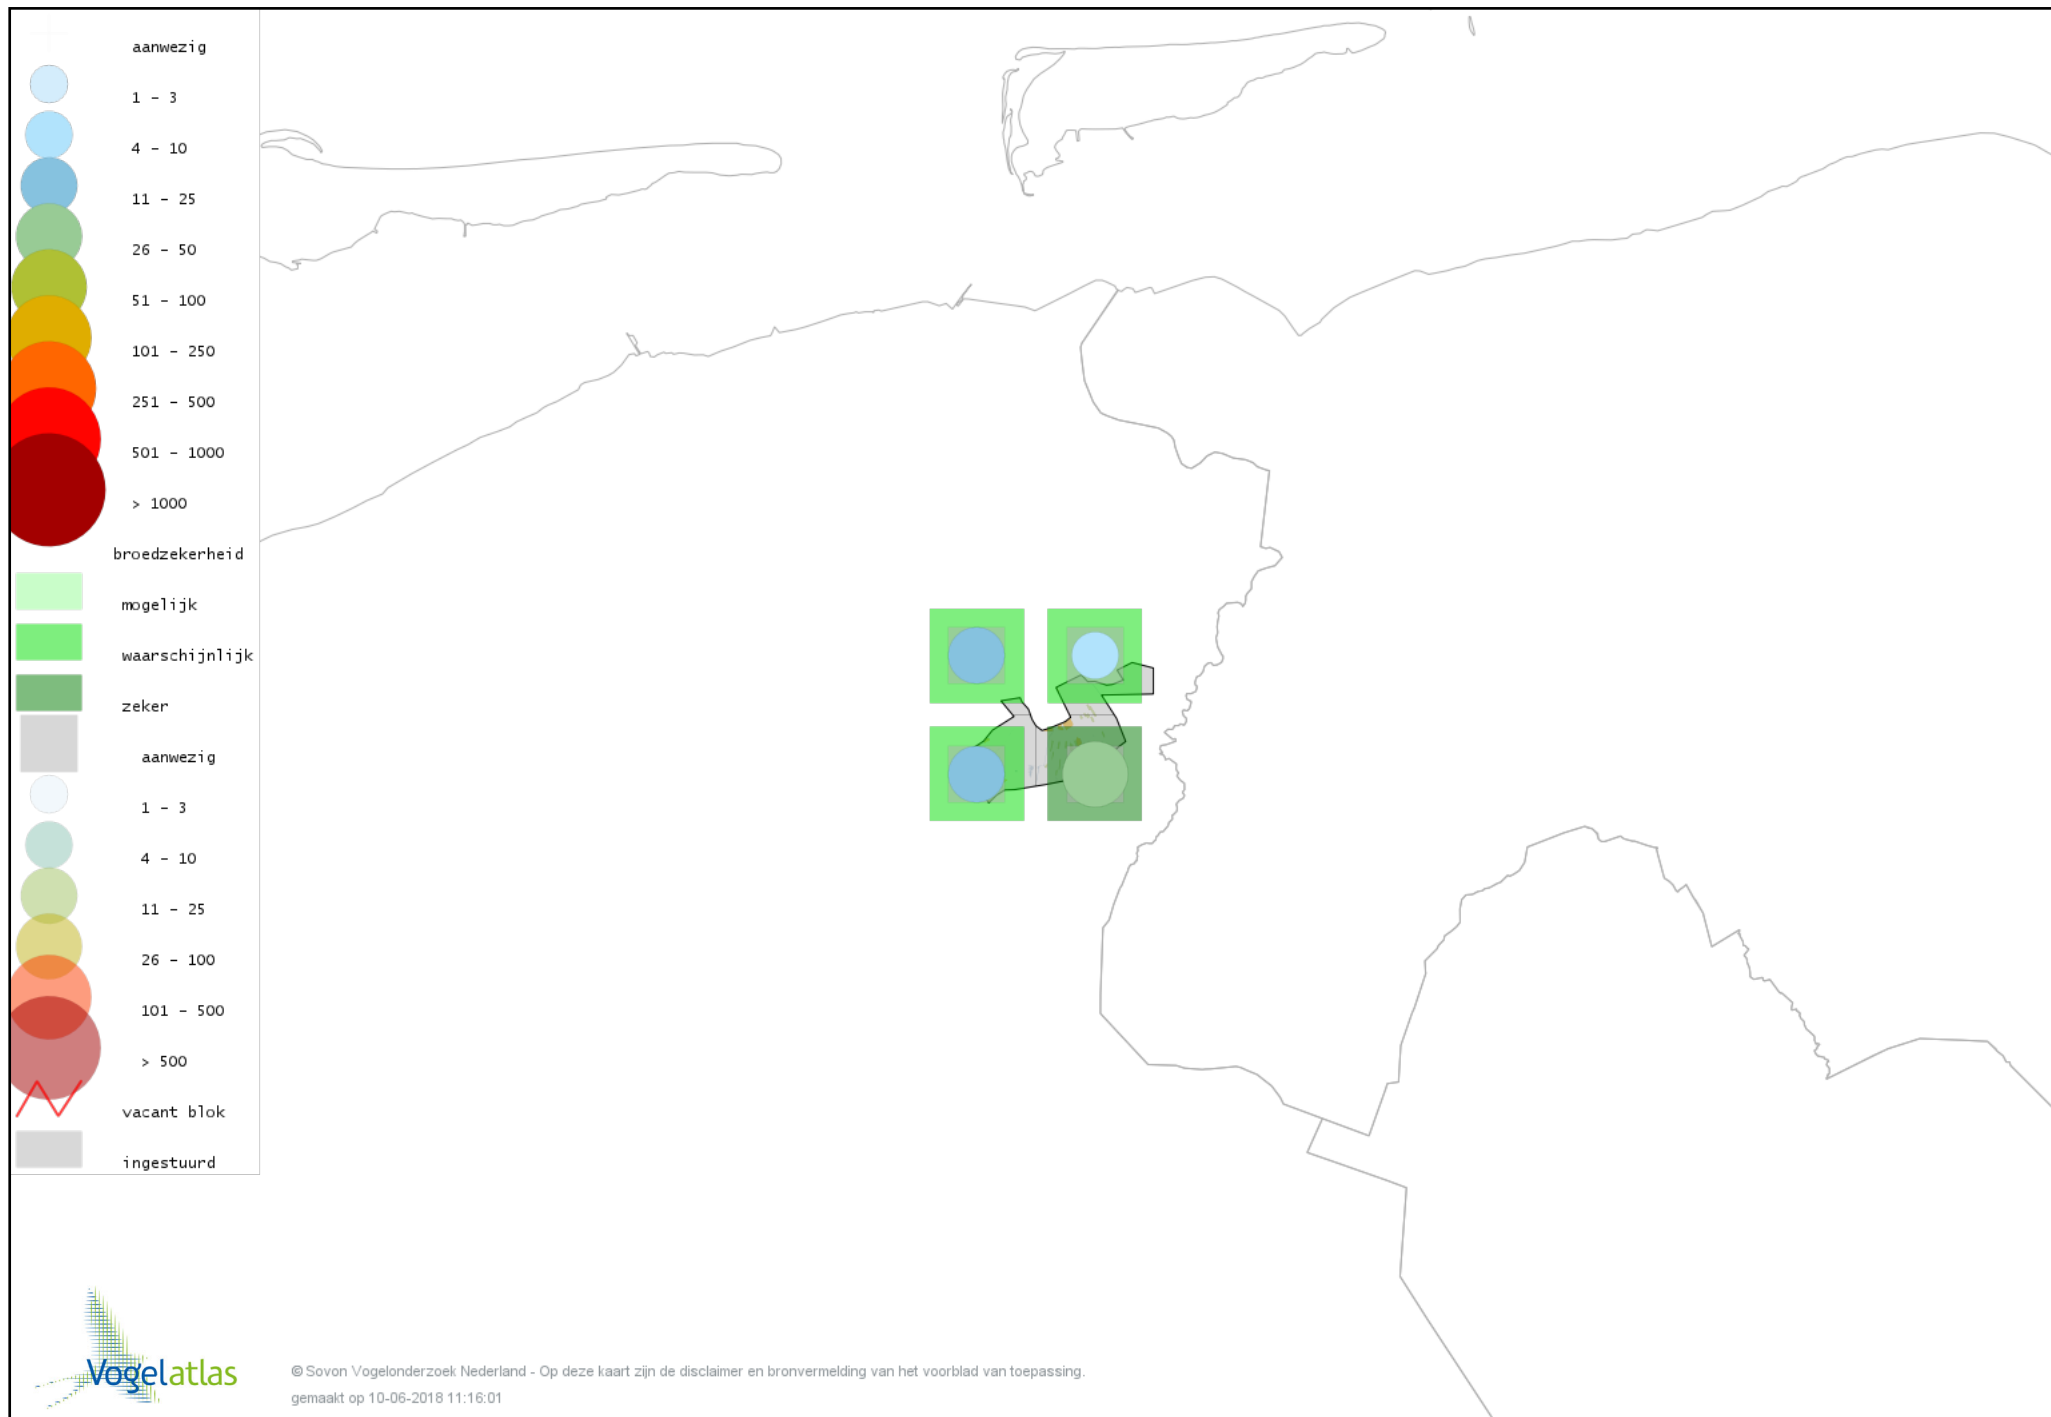 aanwezig
1 - 3
4 - 10
11 - 25
26 - 50
51 - 100
101 - 250
251 - 500
501 - 1000
> 1000
broedzekerheid
mogelijk
waarschijnlijk
zeker
aanwezig
1 - 3
4 - 10
11 - 25
26 - 100
101 - 500
> 500
vacant blok
ingestuurd
Vogelatlas
© Sovon Vogelonderzoek Nederland - Op deze kaart zijn de disclaimer en bronvermelding van het voorblad van toepassing.
gemaakt op 10-06-2018 11:16:01